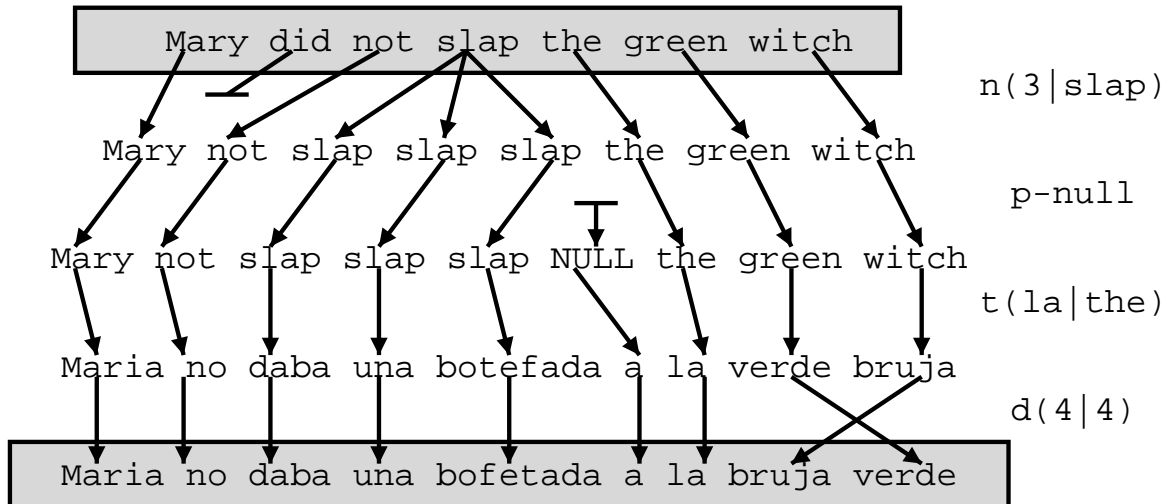 Mary did not slap the green witch
n(3|slap)
Mary not slap slap slap the green witch
p-null
Mary not slap slap slap NULL the green witch
t(la|the)
Maria no daba una botefada a la verde bruja
d(4|4)
Maria no daba una bofetada a la bruja verde